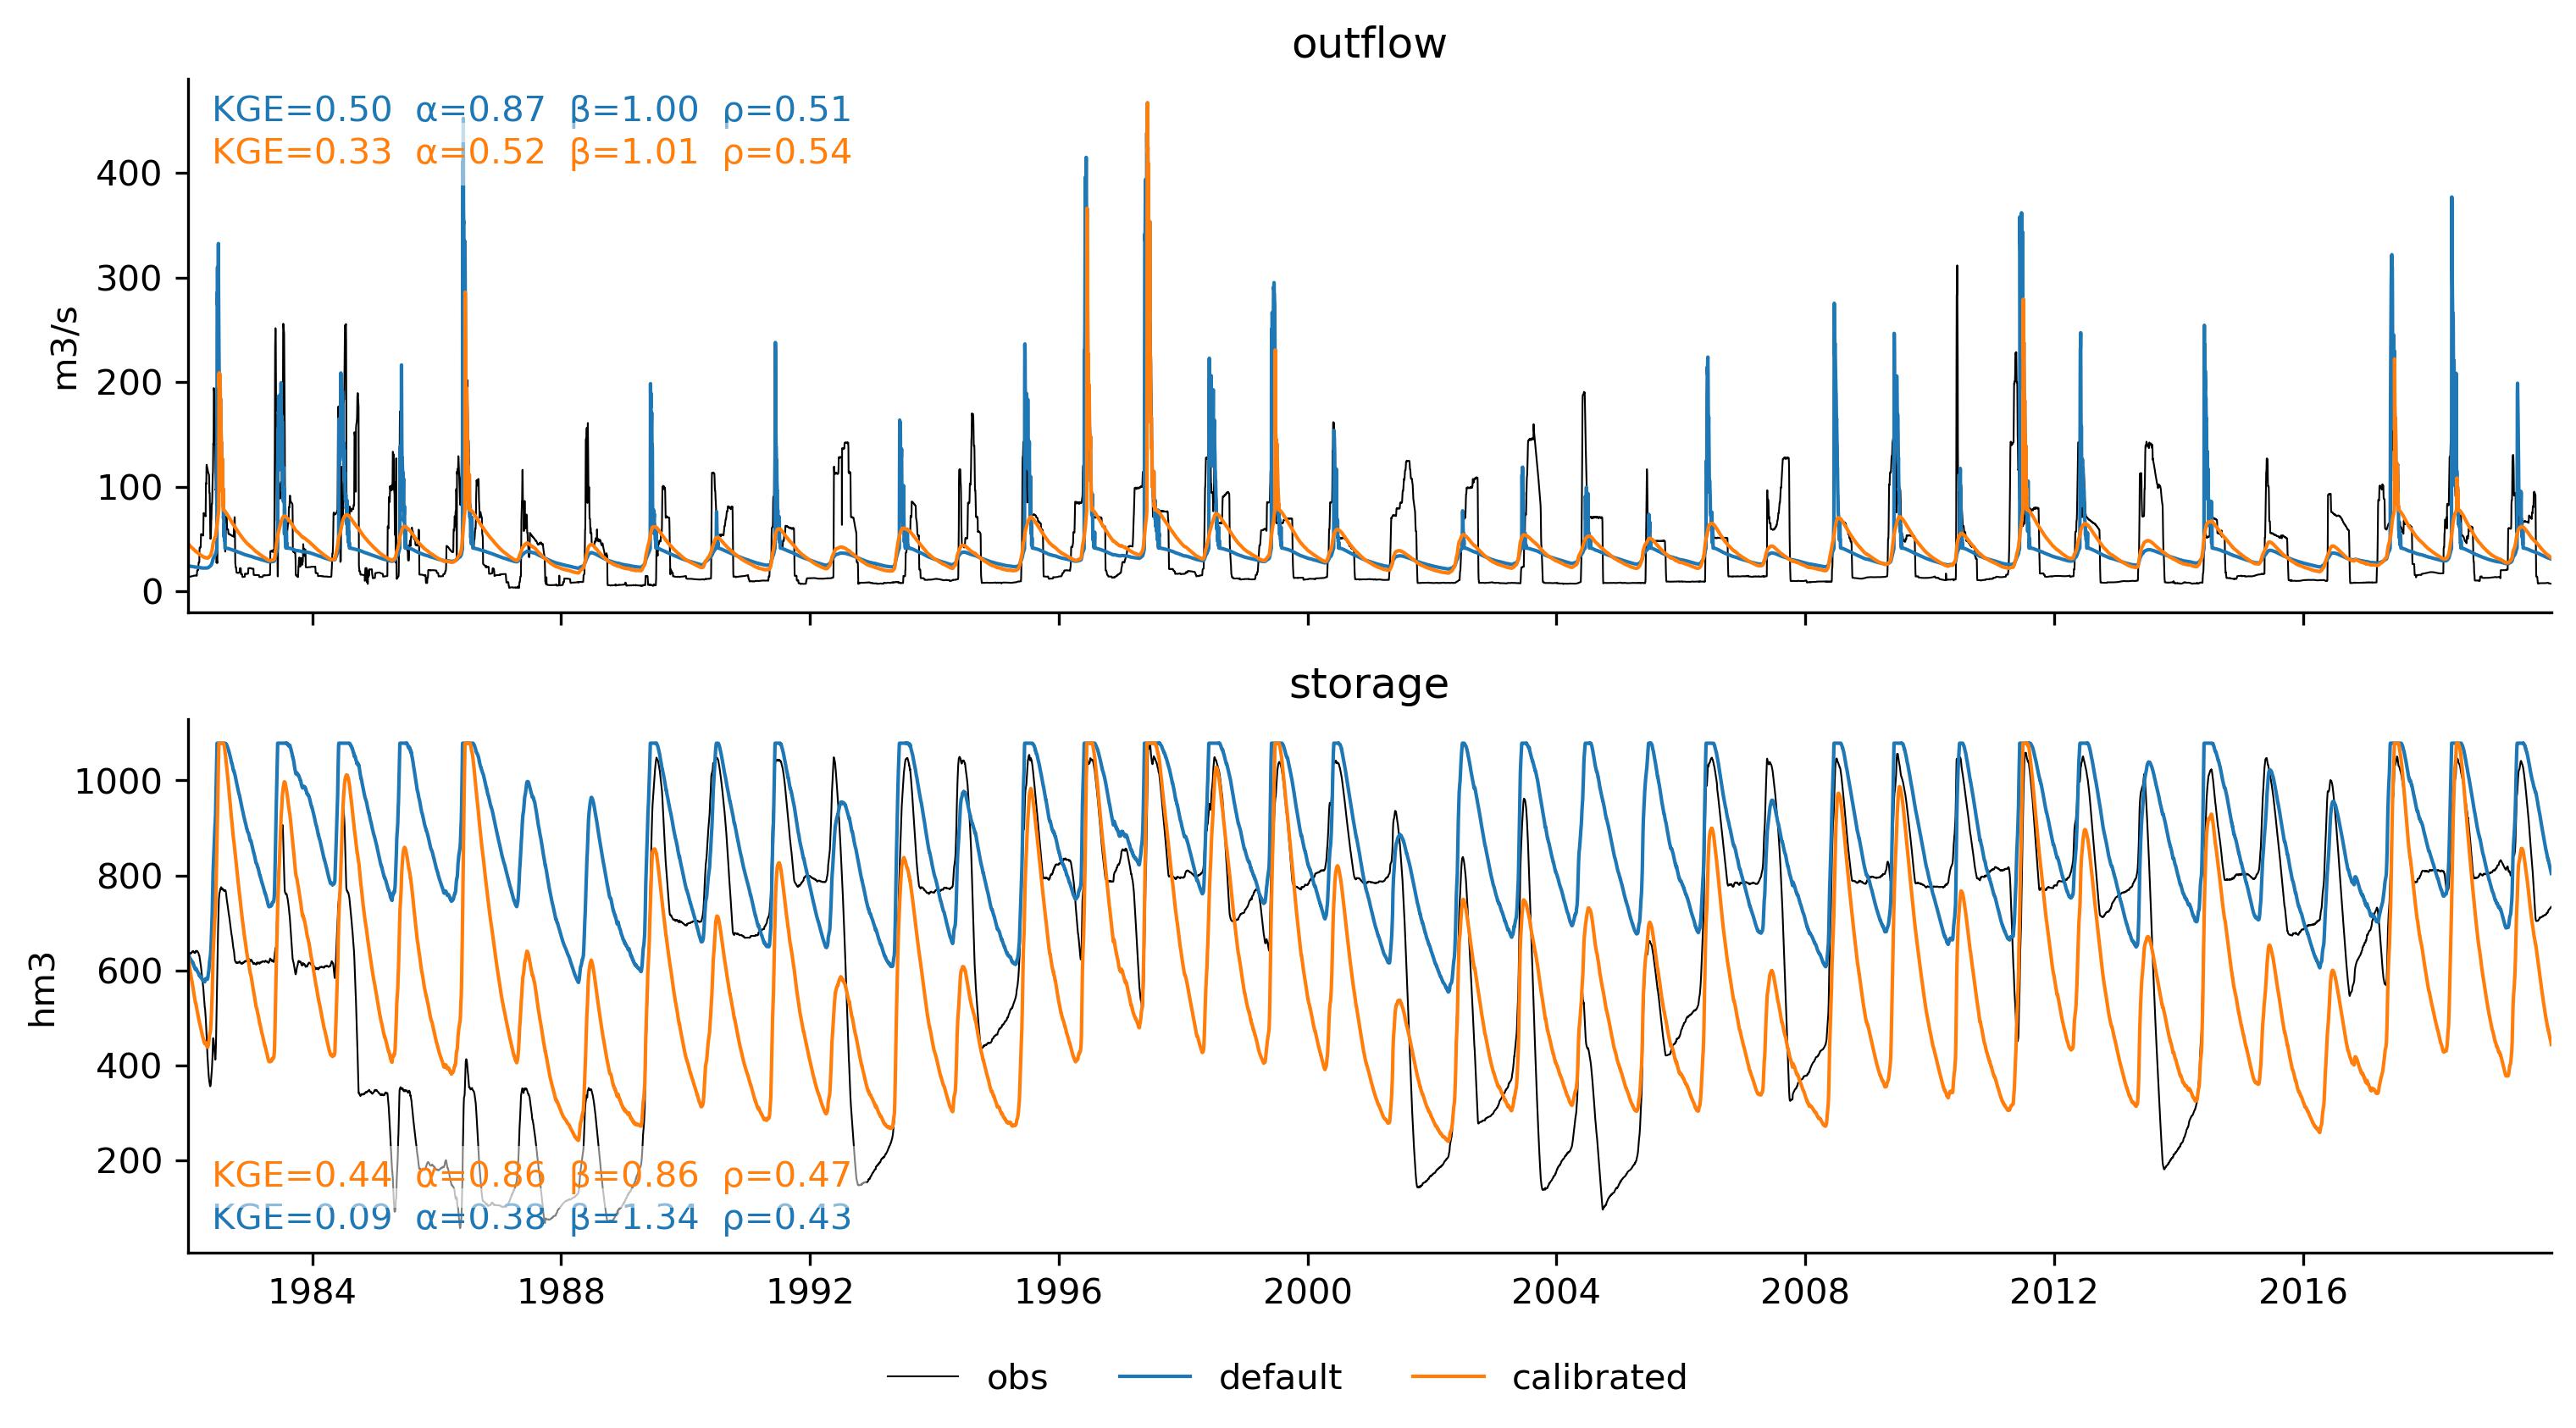 outflow
KGE=0.50 α=0.87 β=1.00 ρ=0.51
KGE=0.33 α=0.52 β=1.01 ρ=0.54
400
300
200
100
0
m3/s
storage
1000
800
600
400
200
hm3
KGE=0.44 α=0.86 β=0.86 ρ=0.47
KGE=0.09 α=0.38 β=1.34 ρ=0.43
1984 1988 1992 1996 2000 2004 2008 2012 2016
obs default calibrated